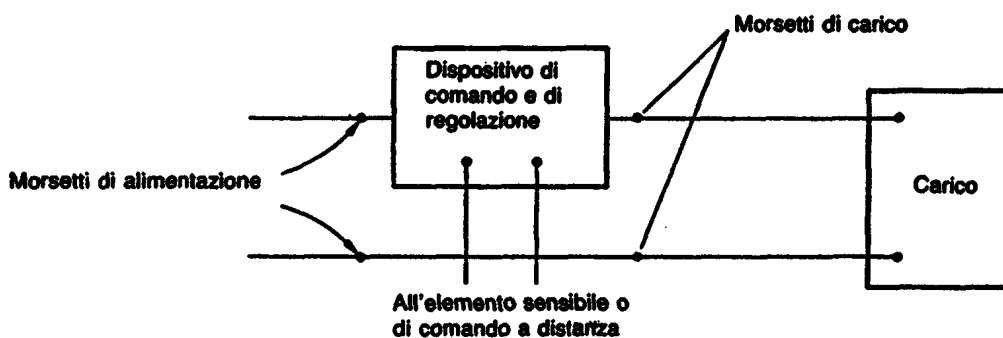 Morsetti di carico
Dispositivo di
comando e di
regolazione
Morsetti di alimentazione
Carico
All'elemento sensibile o
di comando a distanza